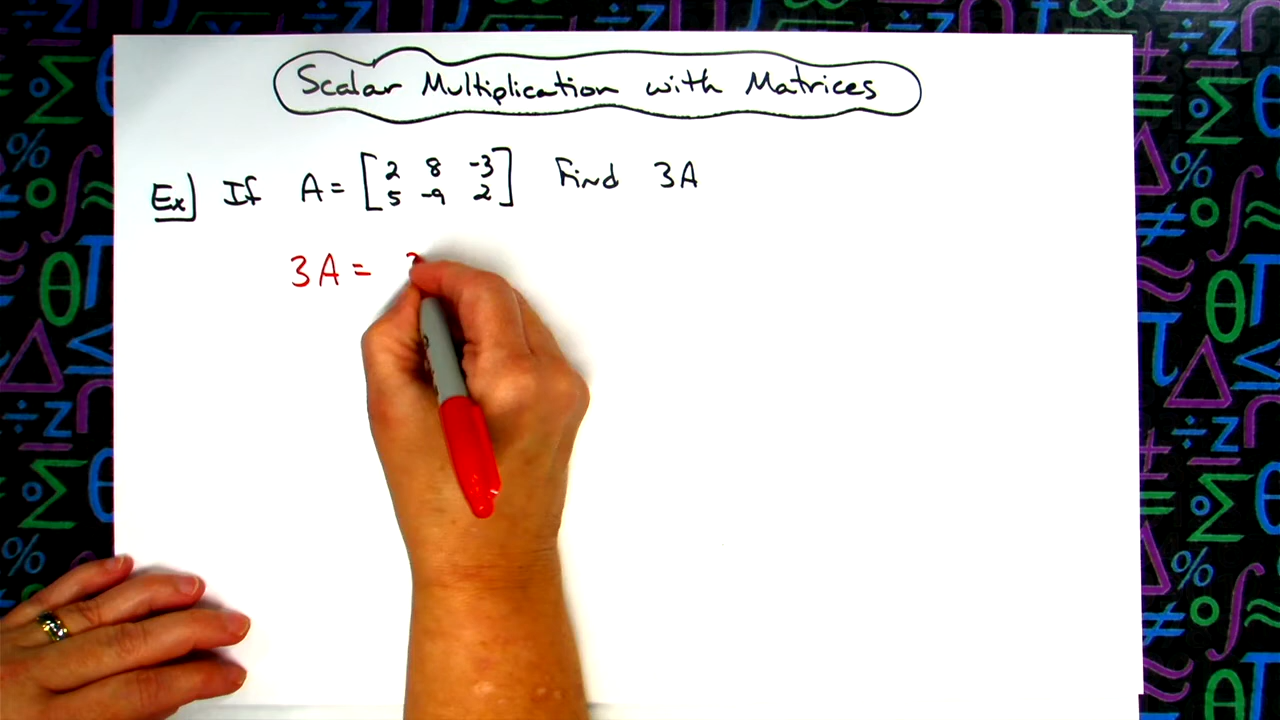 Scalar Multiplication with Matrices
Ex] If A = [ 2 8 -3 ] Find 3A
[ 5 -9 2 ]
3A =